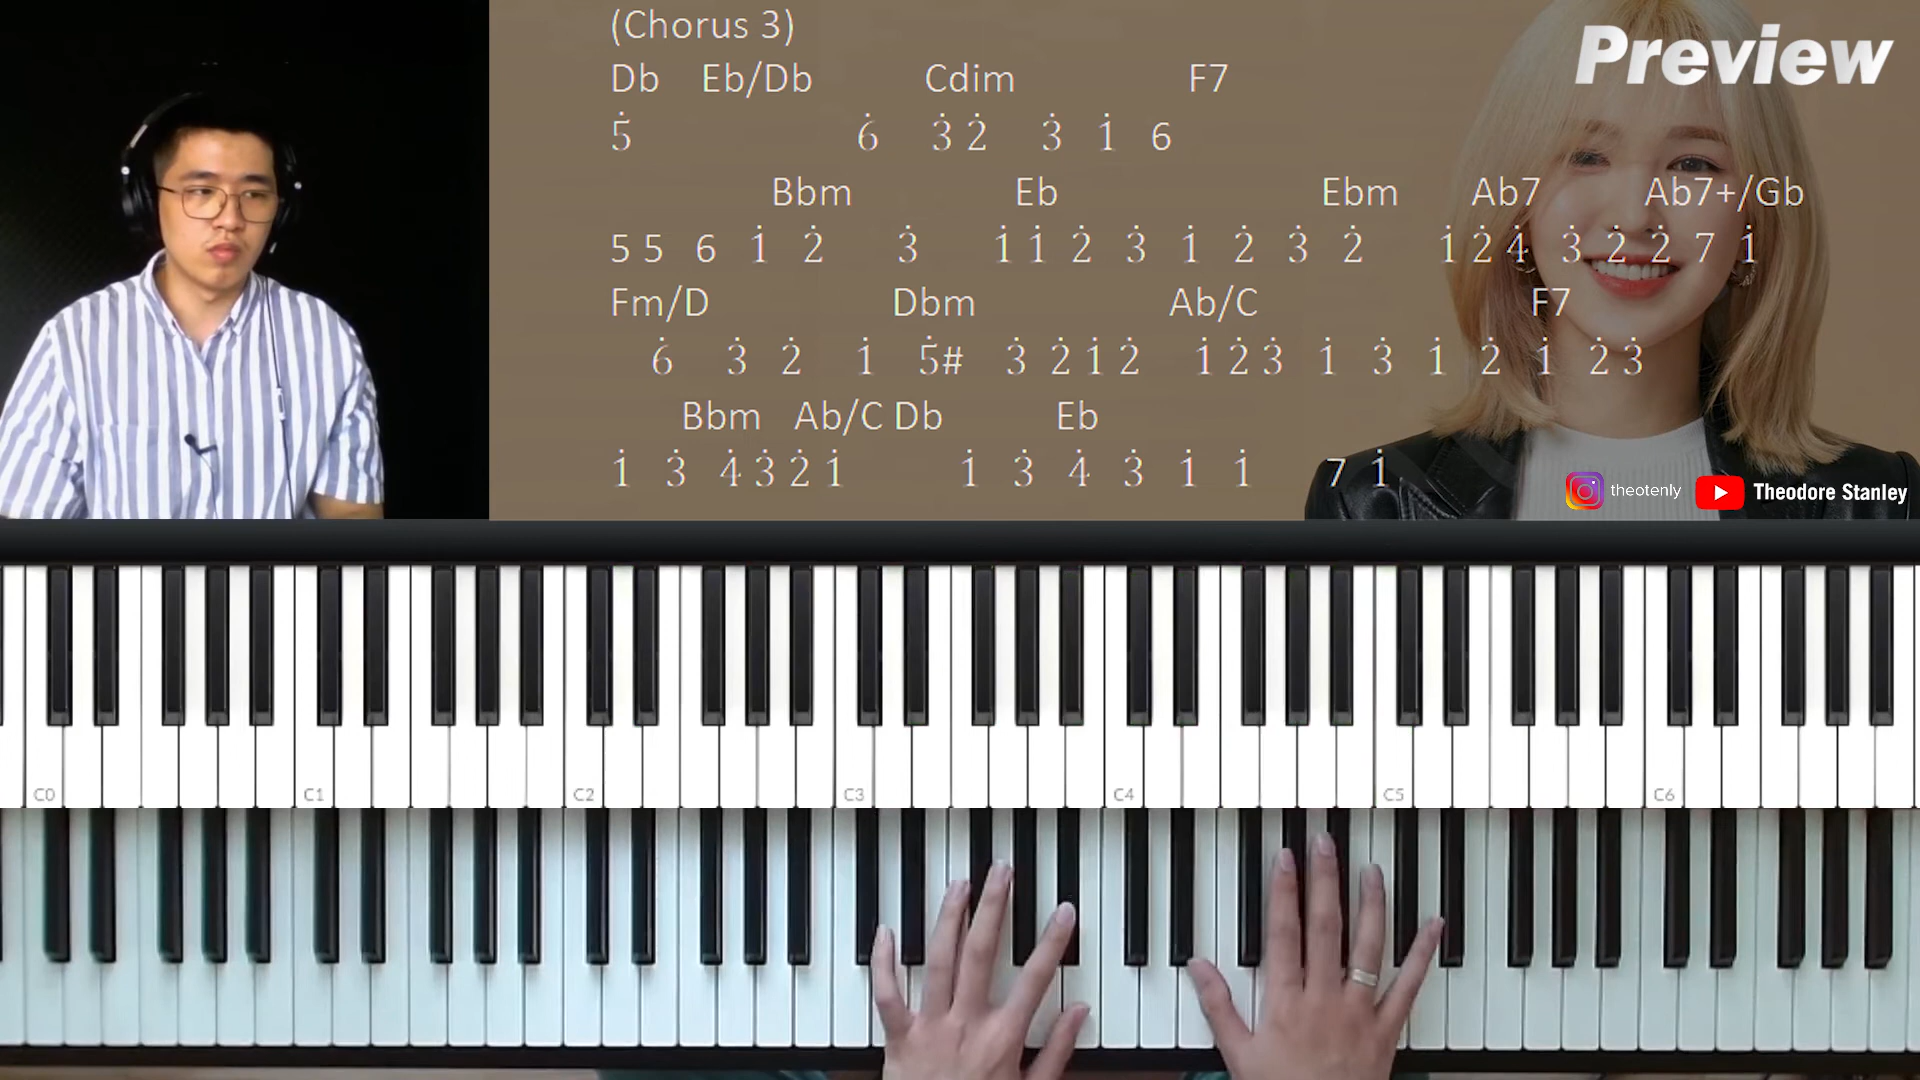 (Chorus 3)
Preview
Db Eb/Db Cdim F7
5̇ 6̇ 3̇ 2̇ 3̇ 1̇ 6
Bbm Eb Ebm Ab7 Ab7+/Gb
5 5 6 1̇ 2̇ 3̇ 1̇ 1̇ 2̇ 3̇ 1̇ 2̇ 3̇ 2̇ 1̇ 2̇ 4̇ 3̇ 2̇ 2̇ 7 1̇
Fm/D Dbm Ab/C F7
6̇ 3̇ 2̇ 1̇ 5̇# 3̇ 2̇ 1̇ 2̇ 1̇ 2̇ 3̇ 1̇ 3̇ 1̇ 2̇ 1̇ 2̇ 3̇
Bbm Ab/C Db Eb
1̇ 3̇ 4̇ 3̇ 2̇ 1̇ 1̇ 3̇ 4̇ 3̇ 1̇ 1̇ 7 1̇
theotenly Theodore Stanley
C0 C1 C2 C3 C4 C5 C6